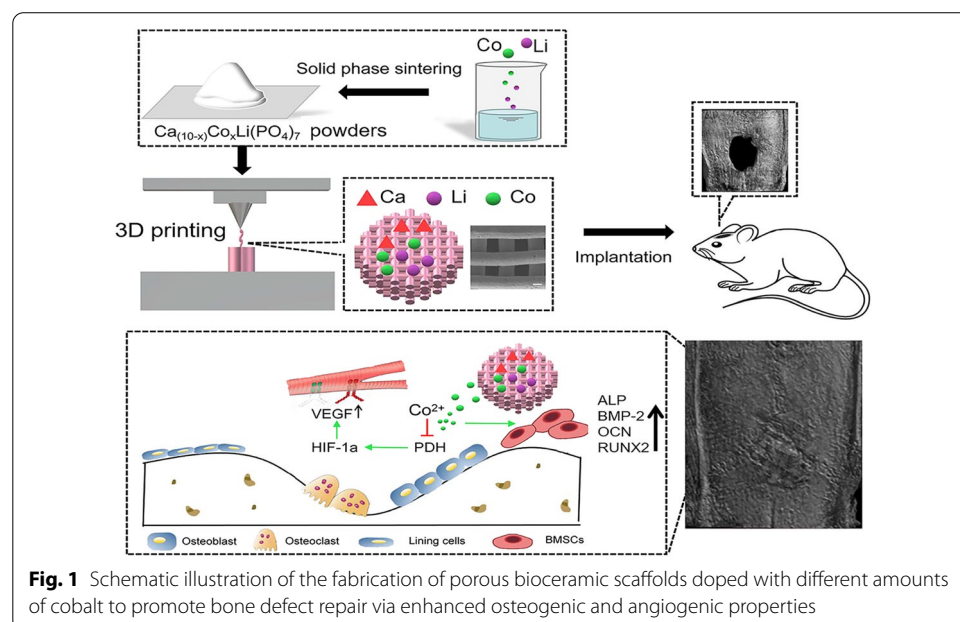 Co Li
Solid phase sintering
Ca(10-x)CoxLi(PO4)7 powders
3D printing
Ca Li Co
Implantation
VEGF↑
Co2+
HIF-1a
PDH
ALP
BMP-2
OCN
RUNX2
Osteoblast Osteoclast Lining cells BMSCs
Fig. 1 Schematic illustration of the fabrication of porous bioceramic scaffolds doped with different amounts
of cobalt to promote bone defect repair via enhanced osteogenic and angiogenic properties